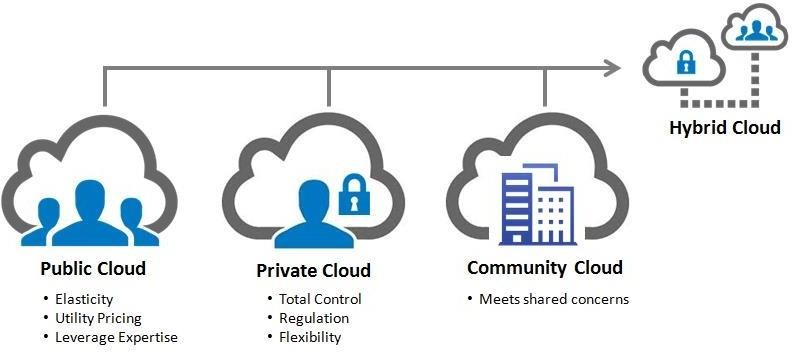 Hybrid Cloud
Public Cloud
• Elasticity
• Utility Pricing
• Leverage Expertise
Private Cloud
• Total Control
• Regulation
• Flexibility
Community Cloud
• Meets shared concerns